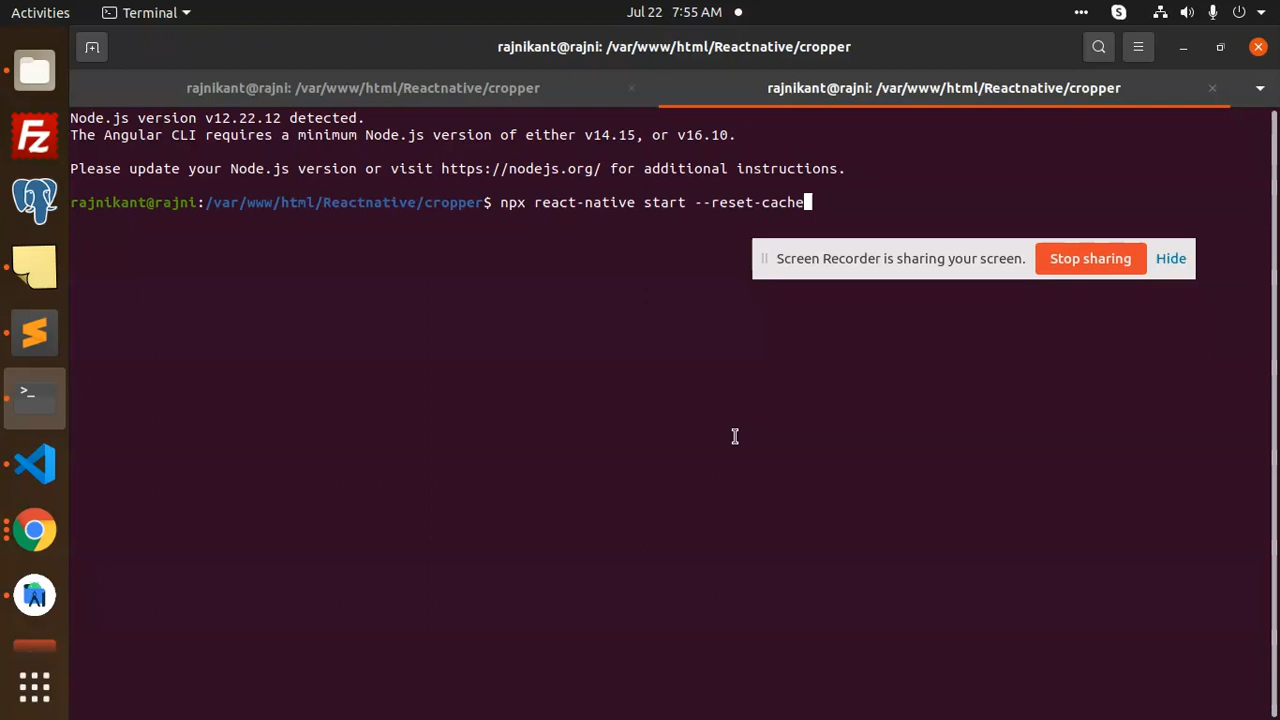 Activities
Terminal
Jul 22 7:55 AM
rajnikant@rajni: /var/www/html/Reactnative/cropper
rajnikant@rajni: /var/www/html/Reactnative/cropper
rajnikant@rajni: /var/www/html/Reactnative/cropper
Node.js version v12.22.12 detected.
The Angular CLI requires a minimum Node.js version of either v14.15, or v16.10.
Please update your Node.js version or visit https://nodejs.org/ for additional instructions.
rajnikant@rajni:/var/www/html/Reactnative/cropper$ npx react-native start --reset-cache
Screen Recorder is sharing your screen.
Stop sharing
Hide